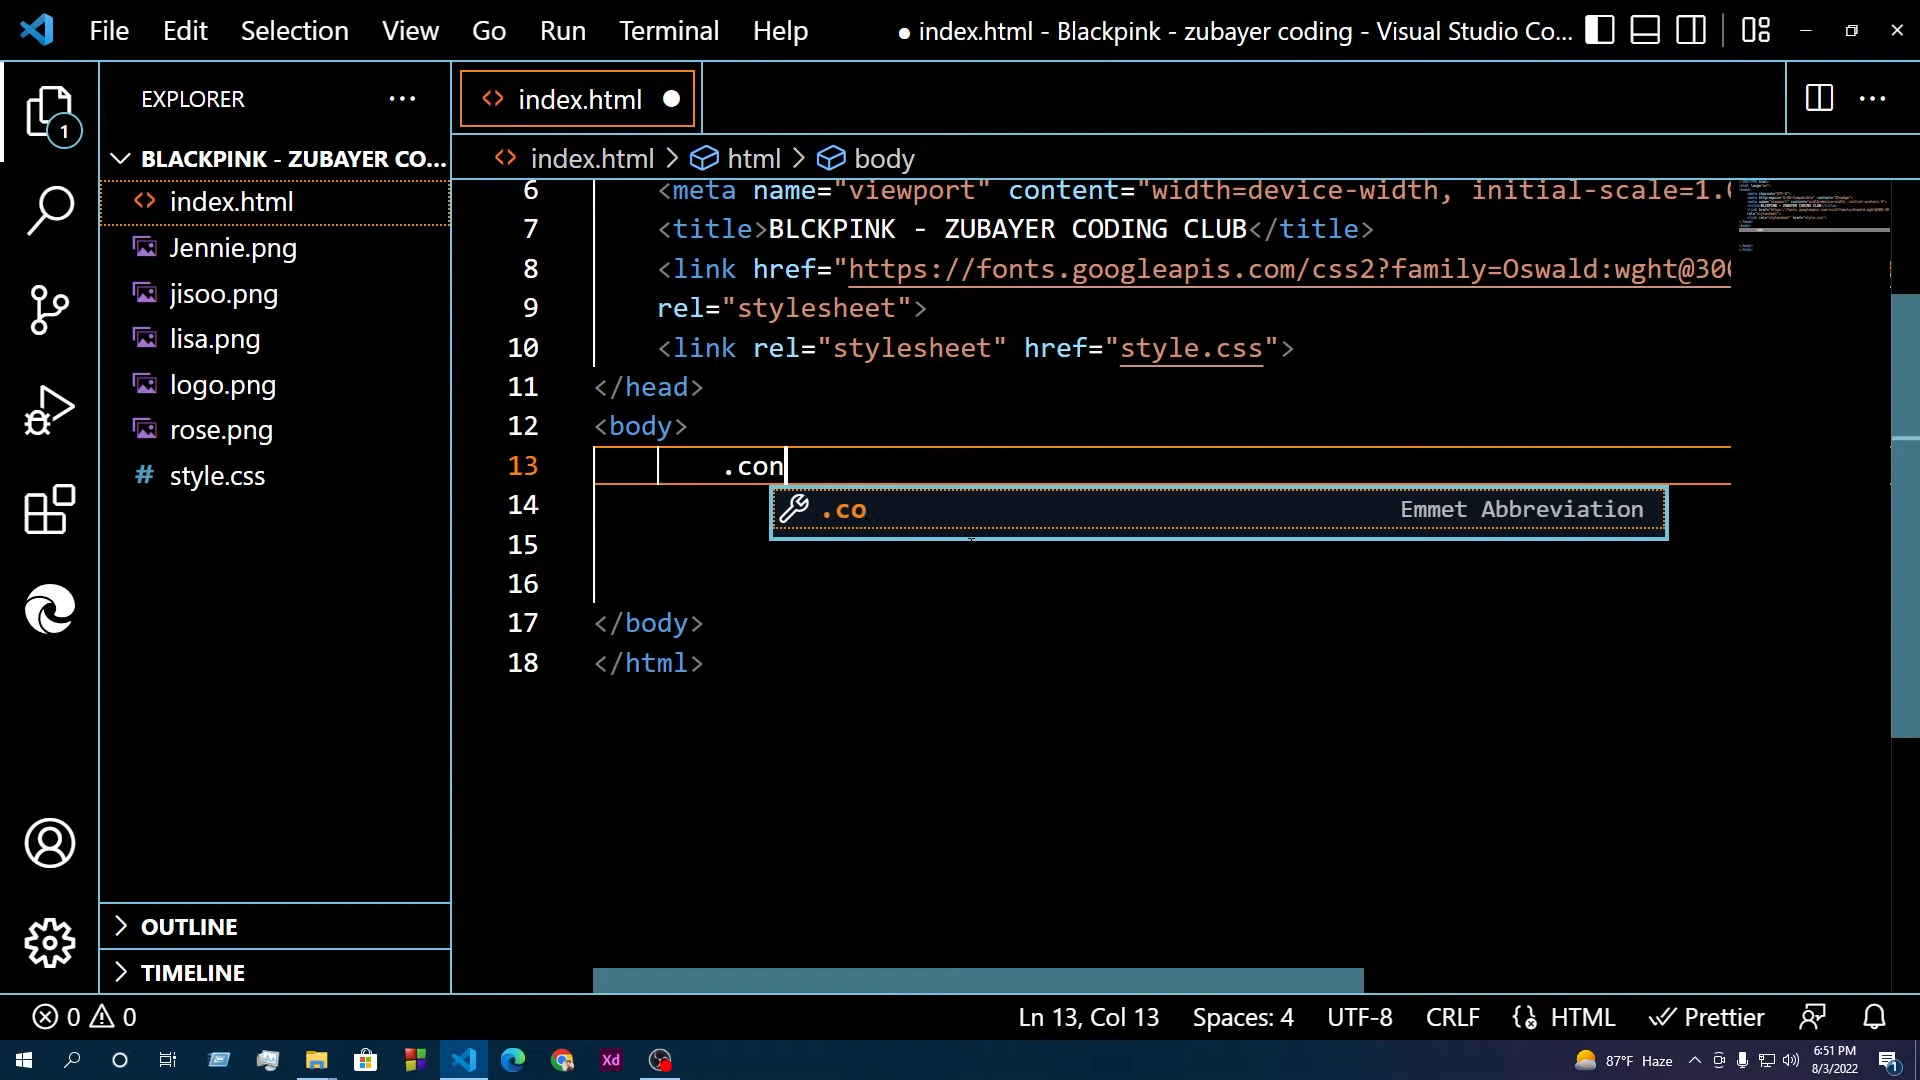 File Edit Selection View Go Run Terminal Help ● index.html - Blackpink - zubayer coding - Visual Studio Co...
EXPLORER
index.html
1
BLACKPINK - ZUBAYER CO...
index.html > html > body
index.html
Jennie.png
jisoo.png
lisa.png
logo.png
rose.png
style.css
6 <meta name="viewport" content="width=device-width, initial-scale=1.
7 <title>BLCKPINK - ZUBAYER CODING CLUB</title>
8 <link href="https://fonts.googleapis.com/css2?family=Oswald:wght@30
9 rel="stylesheet">
10 <link rel="stylesheet" href="style.css">
11 </head>
12 <body>
13 .con
.co Emmet Abbreviation
14
15
16
17 </body>
18 </html>
OUTLINE
TIMELINE
0 0 Ln 13, Col 13 Spaces: 4 UTF-8 CRLF HTML Prettier
Xd
87°F Haze
6:51 PM
8/3/2022
1